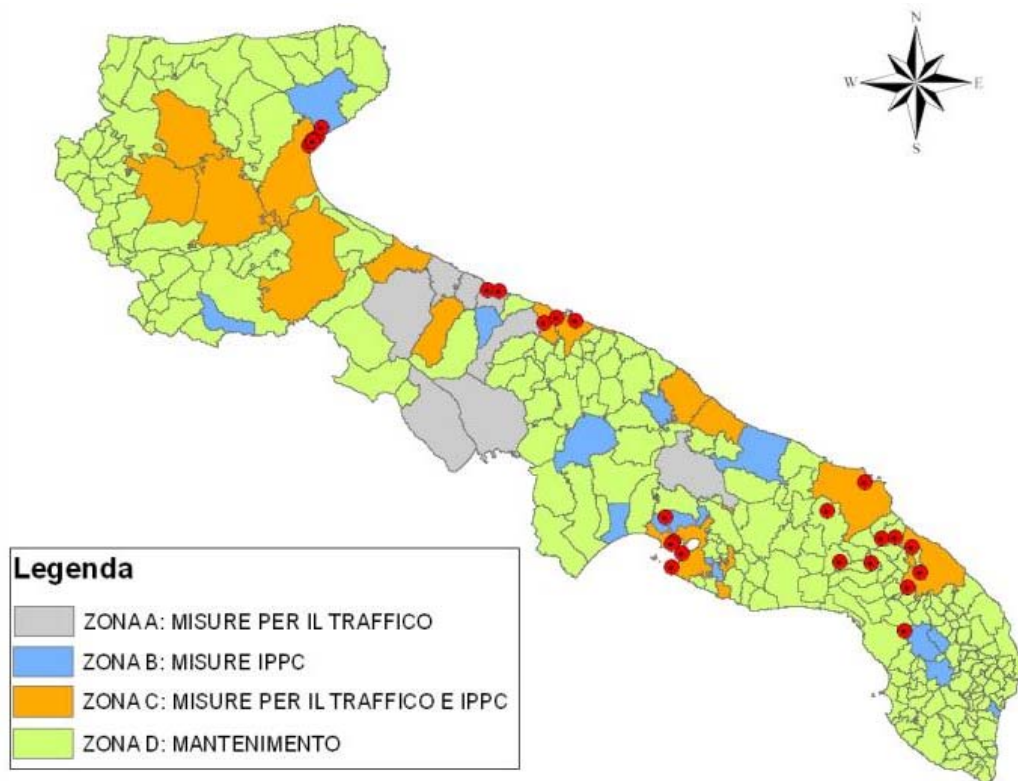 N
W
E
S
Legenda
ZONA A: MISURE PER IL TRAFFICO
ZONA B: MISURE IPPC
ZONA C: MISURE PER IL TRAFFICO E IPPC
ZONA D: MANTENIMENTO